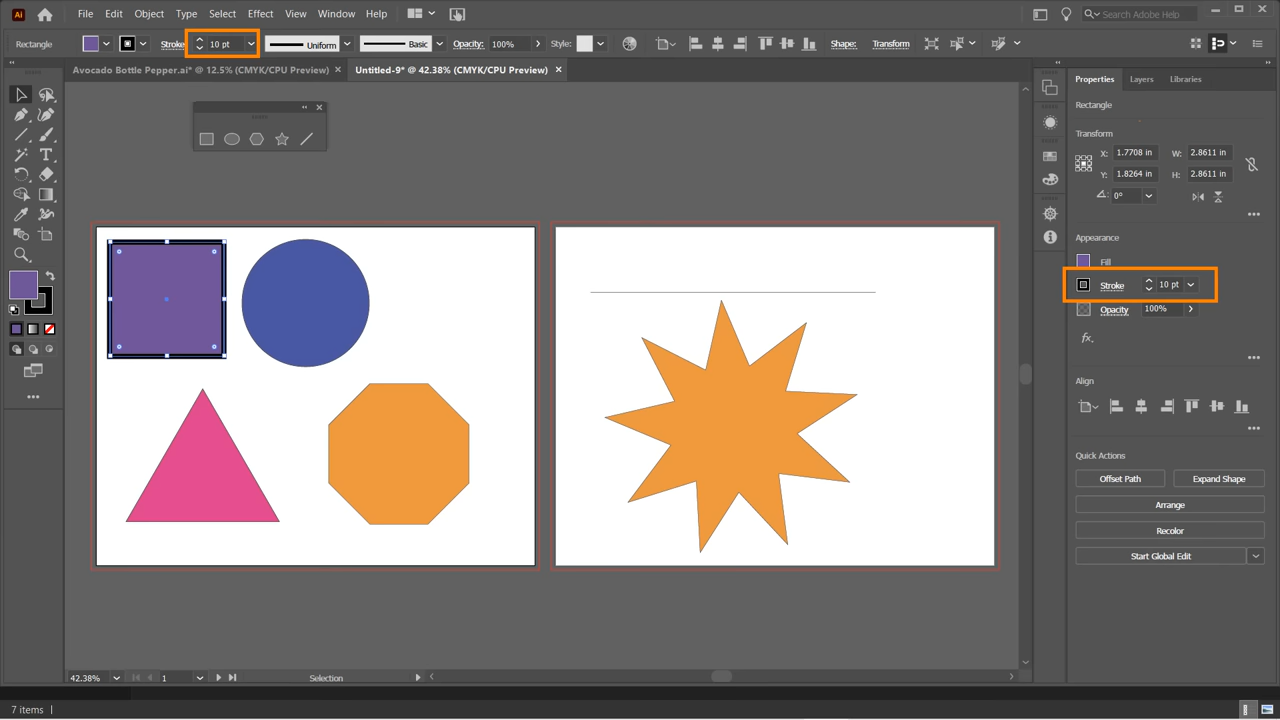 Ai File Edit Object Type Select Effect View Window Help Search Adobe Help
Rectangle Stroke: 10 pt Uniform Basic Opacity: 100% Style: Shape: Transform
Avocado Bottle Pepper.ai* @ 12.5% (CMYK/CPU Preview) Untitled-9* @ 42.38% (CMYK/CPU Preview)
Properties Layers Libraries
Rectangle
Transform
X: 1.7708 in W: 2.8611 in
Y: 1.8264 in H: 2.8611 in
0°
Appearance
Fill
Stroke 10 pt
Opacity 100%
fx.
Align
Quick Actions
Offset Path Expand Shape
Arrange
Recolor
Start Global Edit
42.38% 1 Selection
7 items